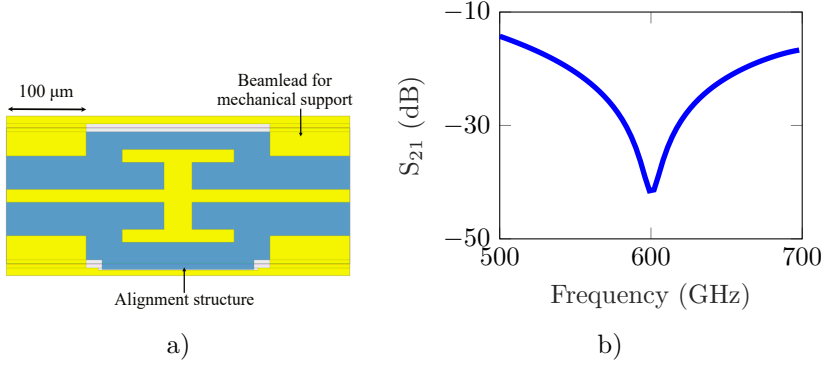 100 μm
Beamlead for
mechanical support
Alignment structure
a)
S21 (dB)
−10
−30
−50
500
600
700
Frequency (GHz)
b)